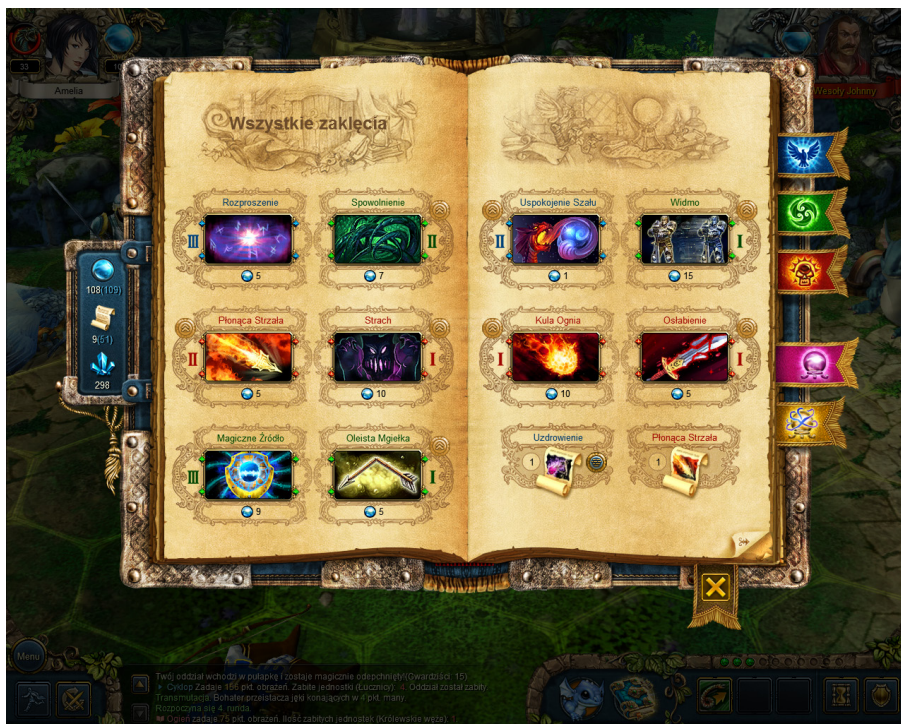 33
Amelia
Wesoły Johnny
Wszystkie zaklęcia
Rozproszenie
III
5
Spowolnienie
II
7
Uspokojenie Szału
II
1
Widmo
I
15
108(109)
9(51)
298
Płonąca Strzała
II
5
Strach
I
10
Kula Ognia
I
10
Osłabienie
I
5
Magiczne Źródło
III
9
Oleista Mgiełka
I
5
Uzdrowienie
1
Płonąca Strzała
1
Menu
Twój oddział wchodzi w pułapkę i zostaje magicznie odepchnięty!(Gwardziści: 15)
Cyklop Zadaje 196 pkt. obrażeń. Zabite jednostki (Łucznicy): 4. Oddział został zabity
Transmutacja: Bohater przeistacza jęki konających w 4 pkt. many
Rozpoczyna się 4. runda.
Ogień zadaje 75 pkt. obrażeń. Ilość zabitych jednostek (Królewskie węże):